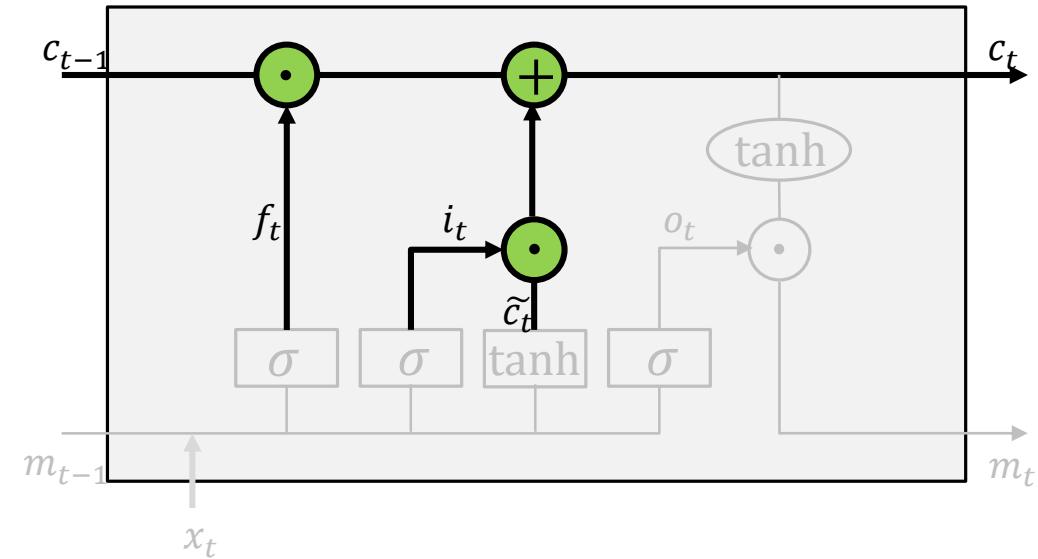 c_{t−1}
c_t
+
tanh
f_t
i_t
o_t
c̃_t
σ
σ
tanh
σ
m_{t−1}
m_t
x_t